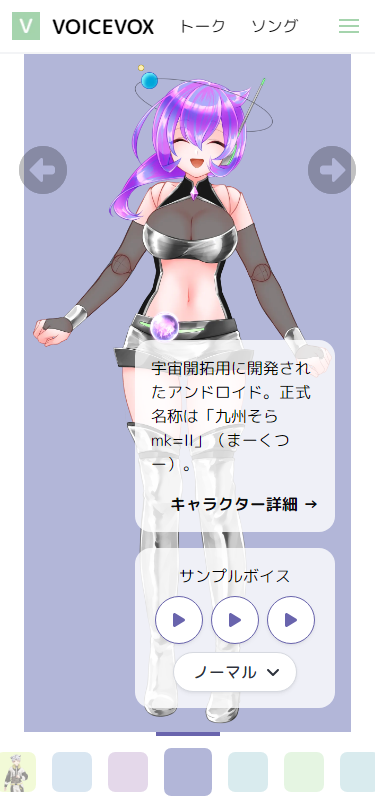 V VOICEVOX トーク ソング
宇宙開拓用に開発され
たアンドロイド。正式
名称は「九州そら
mk=II」（まーくつ
ー）。
キャラクター詳細 →
サンプルボイス
ノーマル